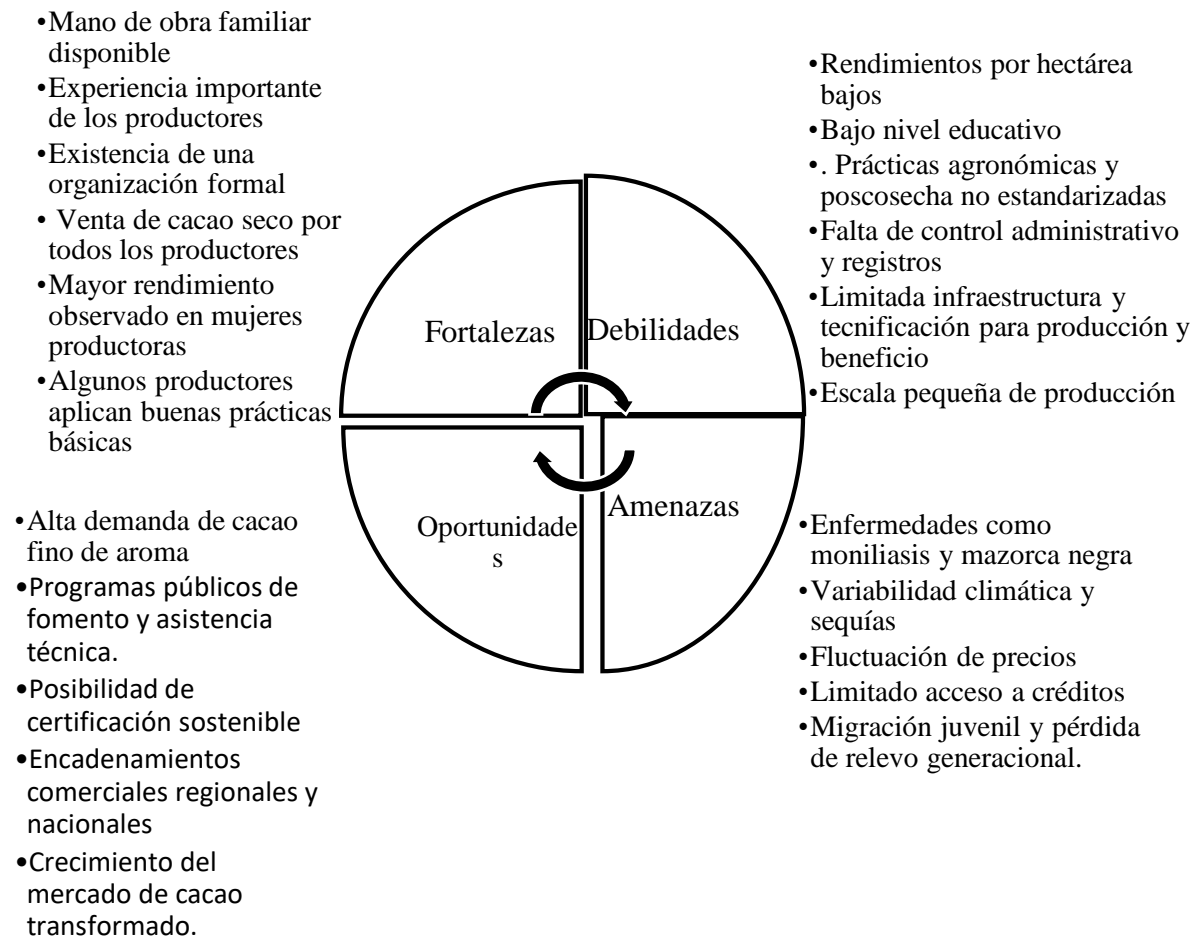 •Mano de obra familiar
disponible
•Experiencia importante
de los productores
•Existencia de una
organización formal
• Venta de cacao seco por
todos los productores
•Mayor rendimiento
observado en mujeres
productoras
•Algunos productores
aplican buenas prácticas
básicas
•Rendimientos por hectárea
bajos
•Bajo nivel educativo
•. Prácticas agronómicas y
poscosecha no estandarizadas
•Falta de control administrativo
y registros
•Limitada infraestructura y
tecnificación para producción y
beneficio
•Escala pequeña de producción
Fortalezas
Debilidades
Oportunidade
s
Amenazas
•Alta demanda de cacao
fino de aroma
•Programas públicos de
fomento y asistencia
técnica.
•Posibilidad de
certificación sostenible
•Encadenamientos
comerciales regionales y
nacionales
•Crecimiento del
mercado de cacao
transformado.
•Enfermedades como
moniliasis y mazorca negra
•Variabilidad climática y
sequías
•Fluctuación de precios
•Limitado acceso a créditos
•Migración juvenil y pérdida
de relevo generacional.